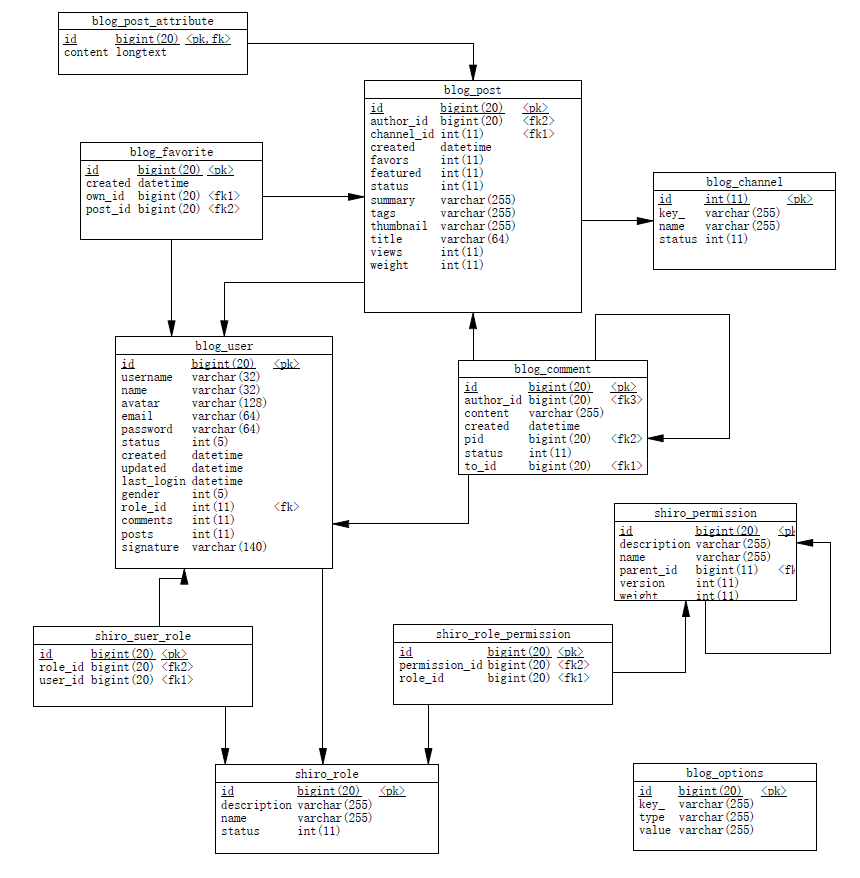 blog_post_attribute
id bigint(20) <pk,fk>
content longtext
blog_post
id bigint(20) <pk>
author_id bigint(20) <fk2>
channel_id int(11) <fk1>
created datetime
favors int(11)
featured int(11)
status int(11)
summary varchar(255)
tags varchar(255)
thumbnail varchar(255)
title varchar(64)
views int(11)
weight int(11)
blog_favorite
id bigint(20) <pk>
created datetime
own_id bigint(20) <fk1>
post_id bigint(20) <fk2>
blog_channel
id int(11) <pk>
key_ varchar(255)
name varchar(255)
status int(11)
blog_user
id bigint(20) <pk>
username varchar(32)
name varchar(32)
avatar varchar(128)
email varchar(64)
password varchar(64)
status int(5)
created datetime
updated datetime
last_login datetime
gender int(5)
role_id int(11) <fk>
comments int(11)
posts int(11)
signature varchar(140)
blog_comment
id bigint(20) <pk>
author_id bigint(20) <fk3>
content varchar(255)
created datetime
pid bigint(20) <fk2>
status int(11)
to_id bigint(20) <fk1>
shiro_permission
id bigint(20) <pk
description varchar(255)
name varchar(255)
parent_id bigint(11) <fk
version int(11)
weight int(11)
shiro_suer_role
id bigint(20) <pk>
role_id bigint(20) <fk2>
user_id bigint(20) <fk1>
shiro_role_permission
id bigint(20) <pk>
permission_id bigint(20) <fk2>
role_id bigint(20) <fk1>
shiro_role
id bigint(20) <pk>
description varchar(255)
name varchar(255)
status int(11)
blog_options
id bigint(20) <pk>
key_ varchar(255)
type varchar(255)
value varchar(255)